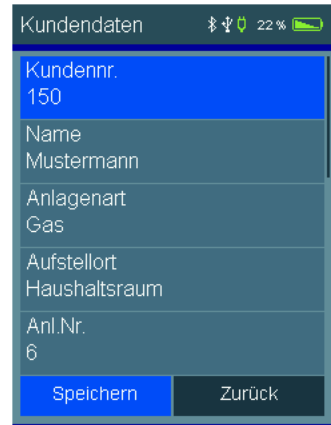 Kundendaten 22 %
Kundennr.
150
Name
Mustermann
Anlagenart
Gas
Aufstellort
Haushaltsraum
Anl.Nr.
6
Speichern Zurück